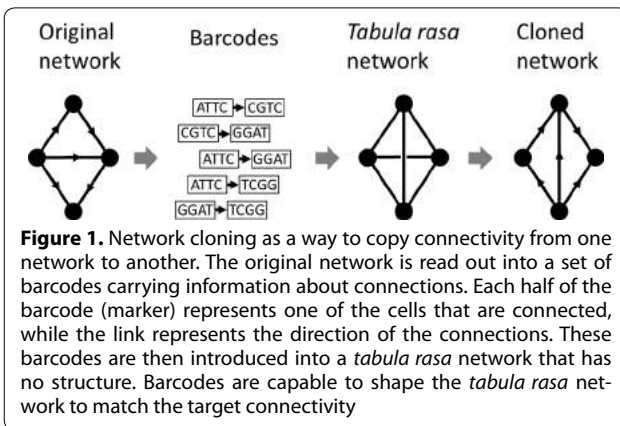 Original network
Barcodes
Tabula rasa network
Cloned network
ATTC CGTC
CGTC GGAT
ATTC GGAT
ATTC TCGG
GGAT TCGG
Figure 1. Network cloning as a way to copy connectivity from one
network to another. The original network is read out into a set of
barcodes carrying information about connections. Each half of the
barcode (marker) represents one of the cells that are connected,
while the link represents the direction of the connections. These
barcodes are then introduced into a tabula rasa network that has
no structure. Barcodes are capable to shape the tabula rasa net-
work to match the target connectivity